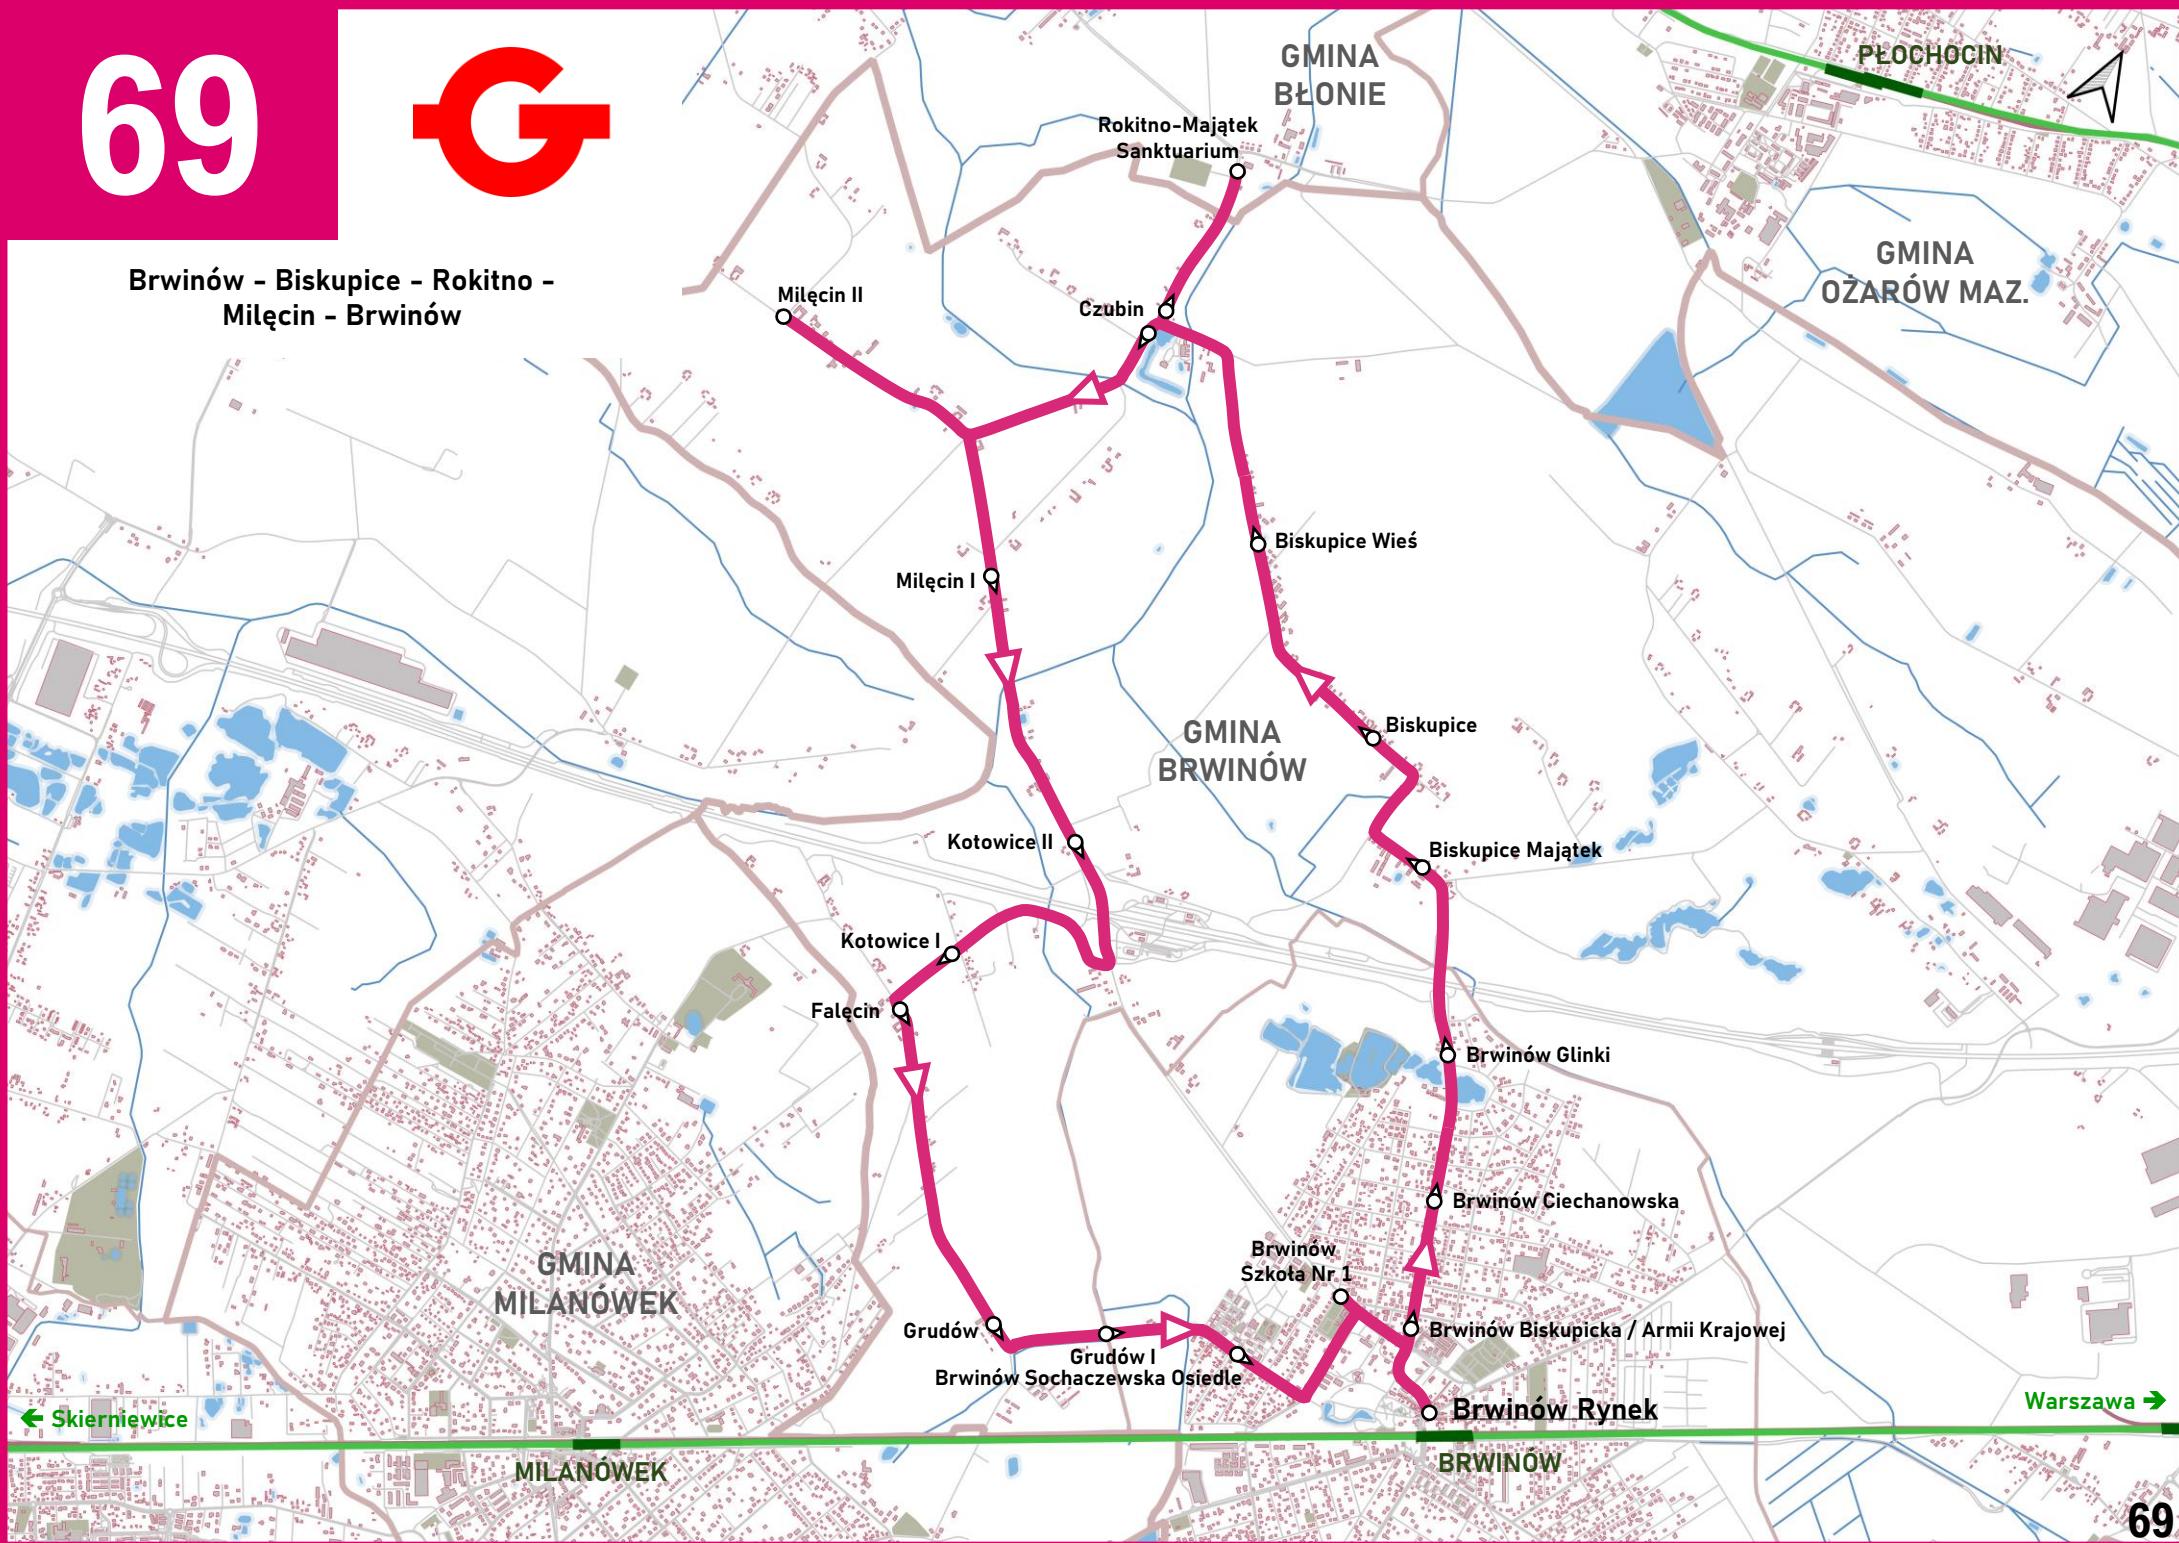 69
G
Brwinów - Biskupice - Rokitno -
Milęcin - Brwinów
GMINA
BŁONIE
PŁOCHOCIN
Rokitno-Majątek
Sanktuarium
GMINA
OŻARÓW MAZ.
Milęcin II
Czubin
Biskupice Wieś
Milęcin I
Biskupice
GMINA
BRWINÓW
Kotowice II
Biskupice Majątek
Kotowice I
Falęcin
Brwinów Glinki
Brwinów Ciechanowska
Brwinów
Szkoła Nr 1
GMINA
MILANÓWEK
Grudów
Brwinów Biskupicka / Armii Krajowej
Grudów I
Brwinów Sochaczewska Osiedle
Brwinów Rynek
← Skierniewice
Warszawa →
MILANÓWEK
BRWINÓW
69